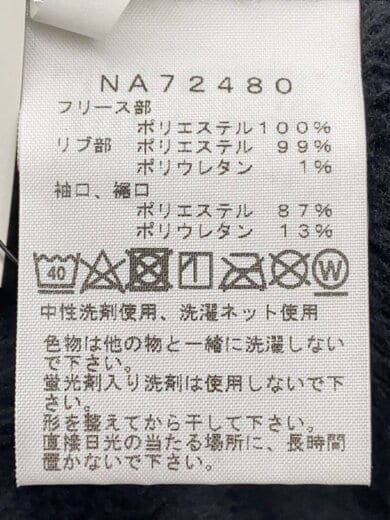 NA72480
フリース部
ポリエステル100%
リブ部 ポリエステル 99%
ポリウレタン 1%
袖口、裾口
ポリエステル 87%
ポリウレタン 13%
40 W
中性洗剤使用、洗濯ネット使用
色物は他の物と一緒に洗濯しない
で下さい。
蛍光剤入り洗剤は使用しないで下
さい。
形を整えてから干して下さい。
直接日光の当たる場所に、長時間
置かないで下さい。